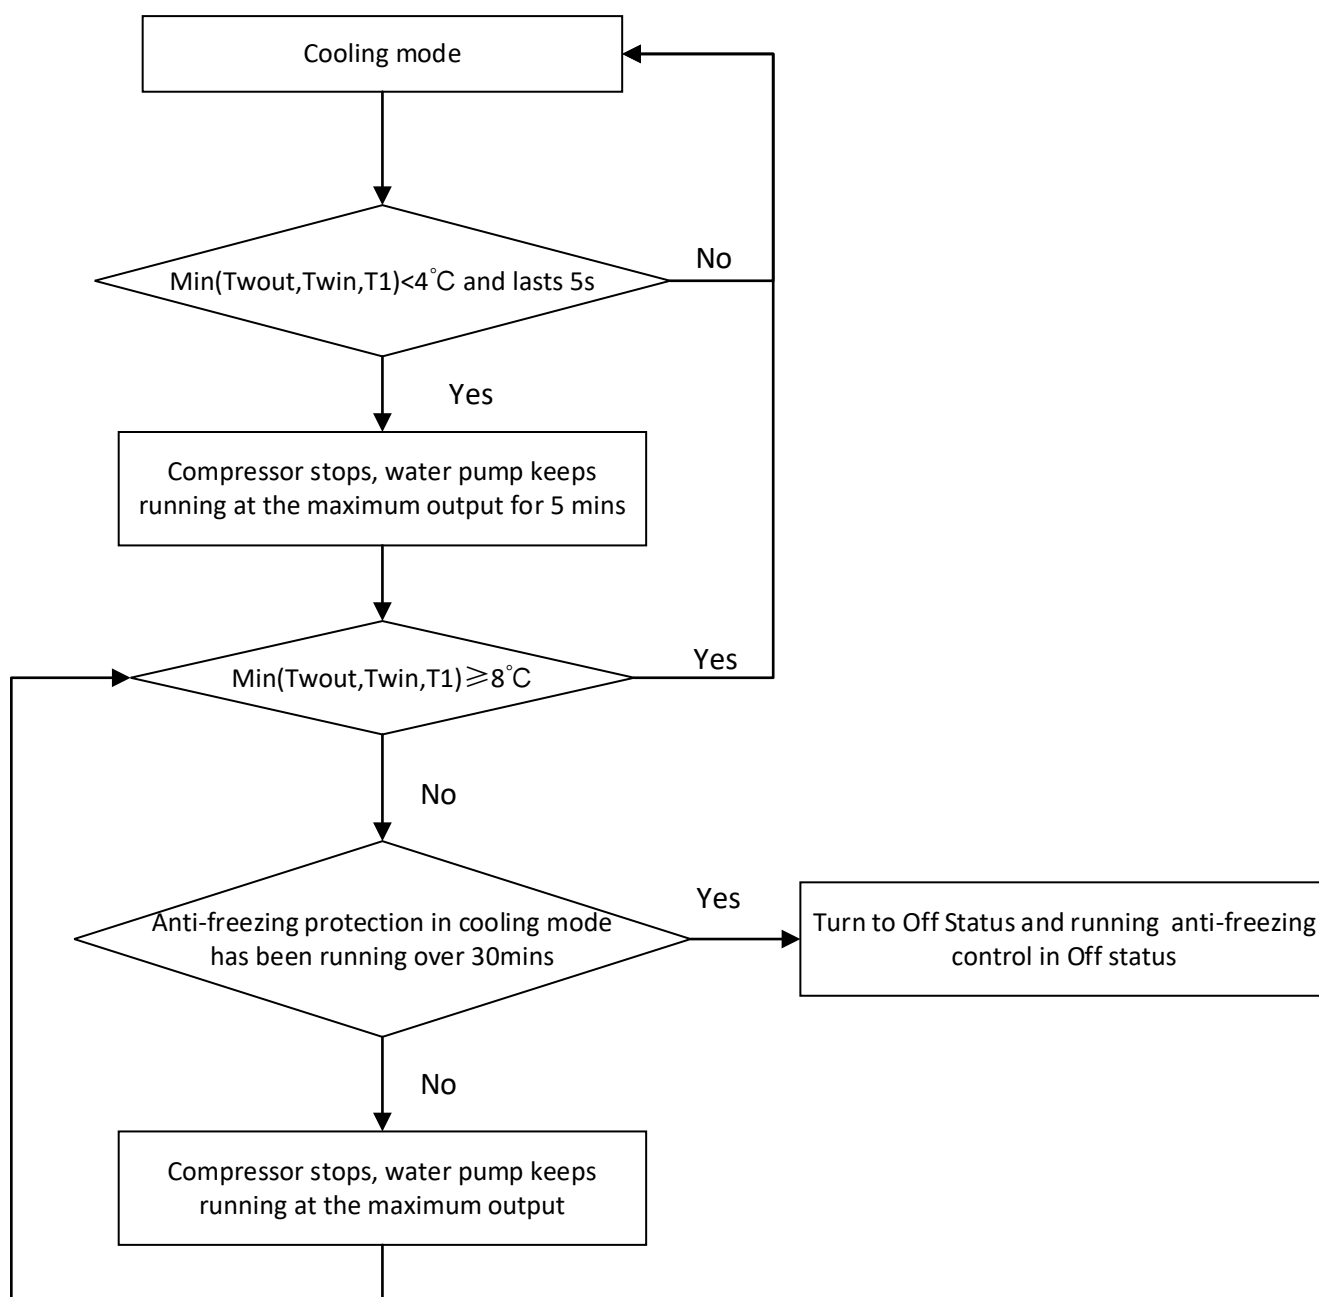 Cooling mode
Min(Twout,Twin,T1)<4℃ and lasts 5s
No
Yes
Compressor stops, water pump keeps
running at the maximum output for 5 mins
Min(Twout,Twin,T1)≥8℃
Yes
No
Anti-freezing protection in cooling mode
has been running over 30mins
Yes
Turn to Off Status and running  anti-freezing
control in Off status
No
Compressor stops, water pump keeps
running at the maximum output